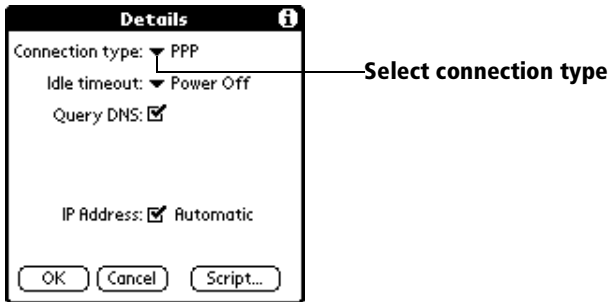 Details
Connection type: PPP
Select connection type
Idle timeout: Power Off
Query DNS:
IP Address: Automatic
OK Cancel Script...